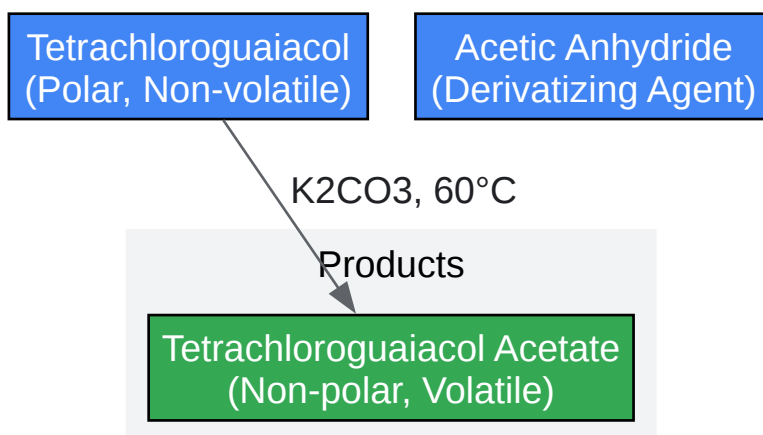 Tetrachloroguaiacol
(Polar, Non-volatile)
Acetic Anhydride
(Derivatizing Agent)
K2CO3, 60°C
Products
Tetrachloroguaiacol Acetate
(Non-polar, Volatile)